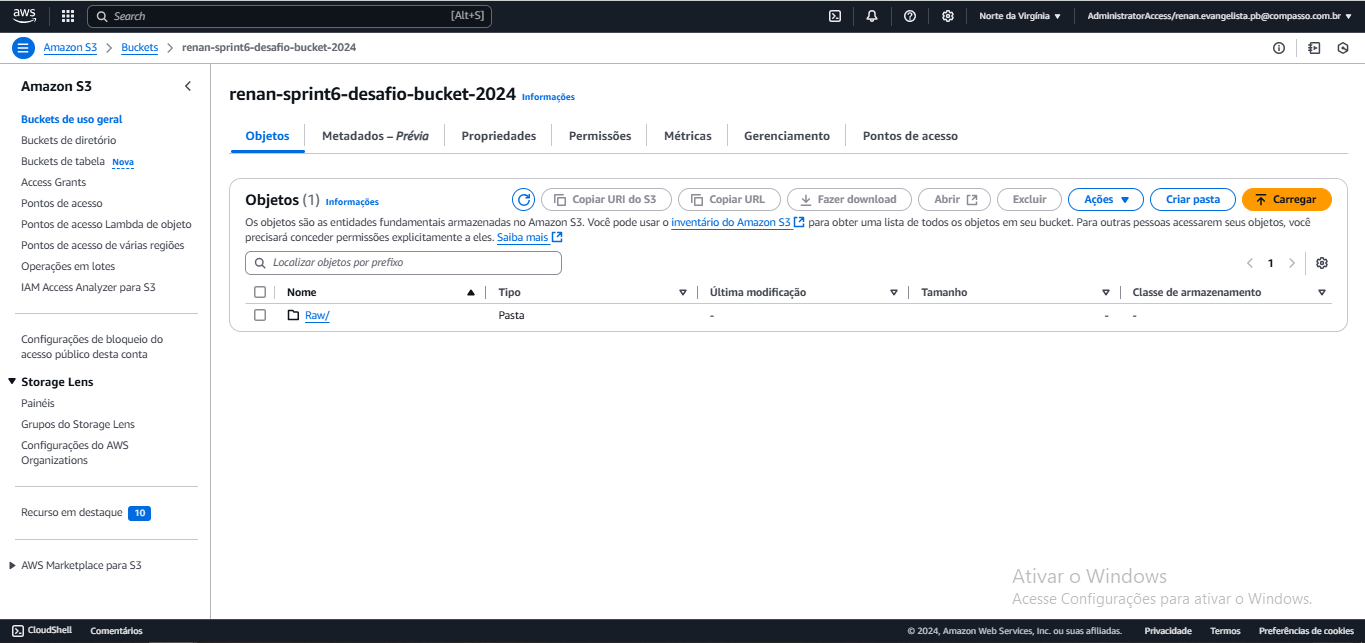 aws
Search
[Alt+S]
Norte da Virgínia
AdministratorAccess/renan.evangelista.pb@compasso.com.br
Amazon S3
Buckets
renan-sprint6-desafio-bucket-2024
Amazon S3
Buckets de uso geral
Buckets de diretório
Buckets de tabela Nova
Access Grants
Pontos de acesso
Pontos de acesso Lambda de objeto
Pontos de acesso de várias regiões
Operações em lotes
IAM Access Analyzer para S3
Configurações de bloqueio do
acesso público desta conta
Storage Lens
Painéis
Grupos do Storage Lens
Configurações do AWS
Organizations
Recurso em destaque 10
AWS Marketplace para S3
renan-sprint6-desafio-bucket-2024 Informações
Objetos
Metadados – Prévia
Propriedades
Permissões
Métricas
Gerenciamento
Pontos de acesso
Objetos (1) Informações
Copiar URI do S3
Copiar URL
Fazer download
Abrir
Excluir
Ações
Criar pasta
Carregar
Os objetos são as entidades fundamentais armazenadas no Amazon S3. Você pode usar o inventário do Amazon S3 para obter uma lista de todos os objetos em seu bucket. Para outras pessoas acessarem seus objetos, você
precisará conceder permissões explicitamente a eles. Saiba mais
Localizar objetos por prefixo
1
Nome
Tipo
Última modificação
Tamanho
Classe de armazenamento
Raw/
Pasta
-
-
-
Ativar o Windows
Acesse Configurações para ativar o Windows.
CloudShell
Comentários
© 2024, Amazon Web Services, Inc. ou suas afiliadas.
Privacidade
Termos
Preferências de cookies